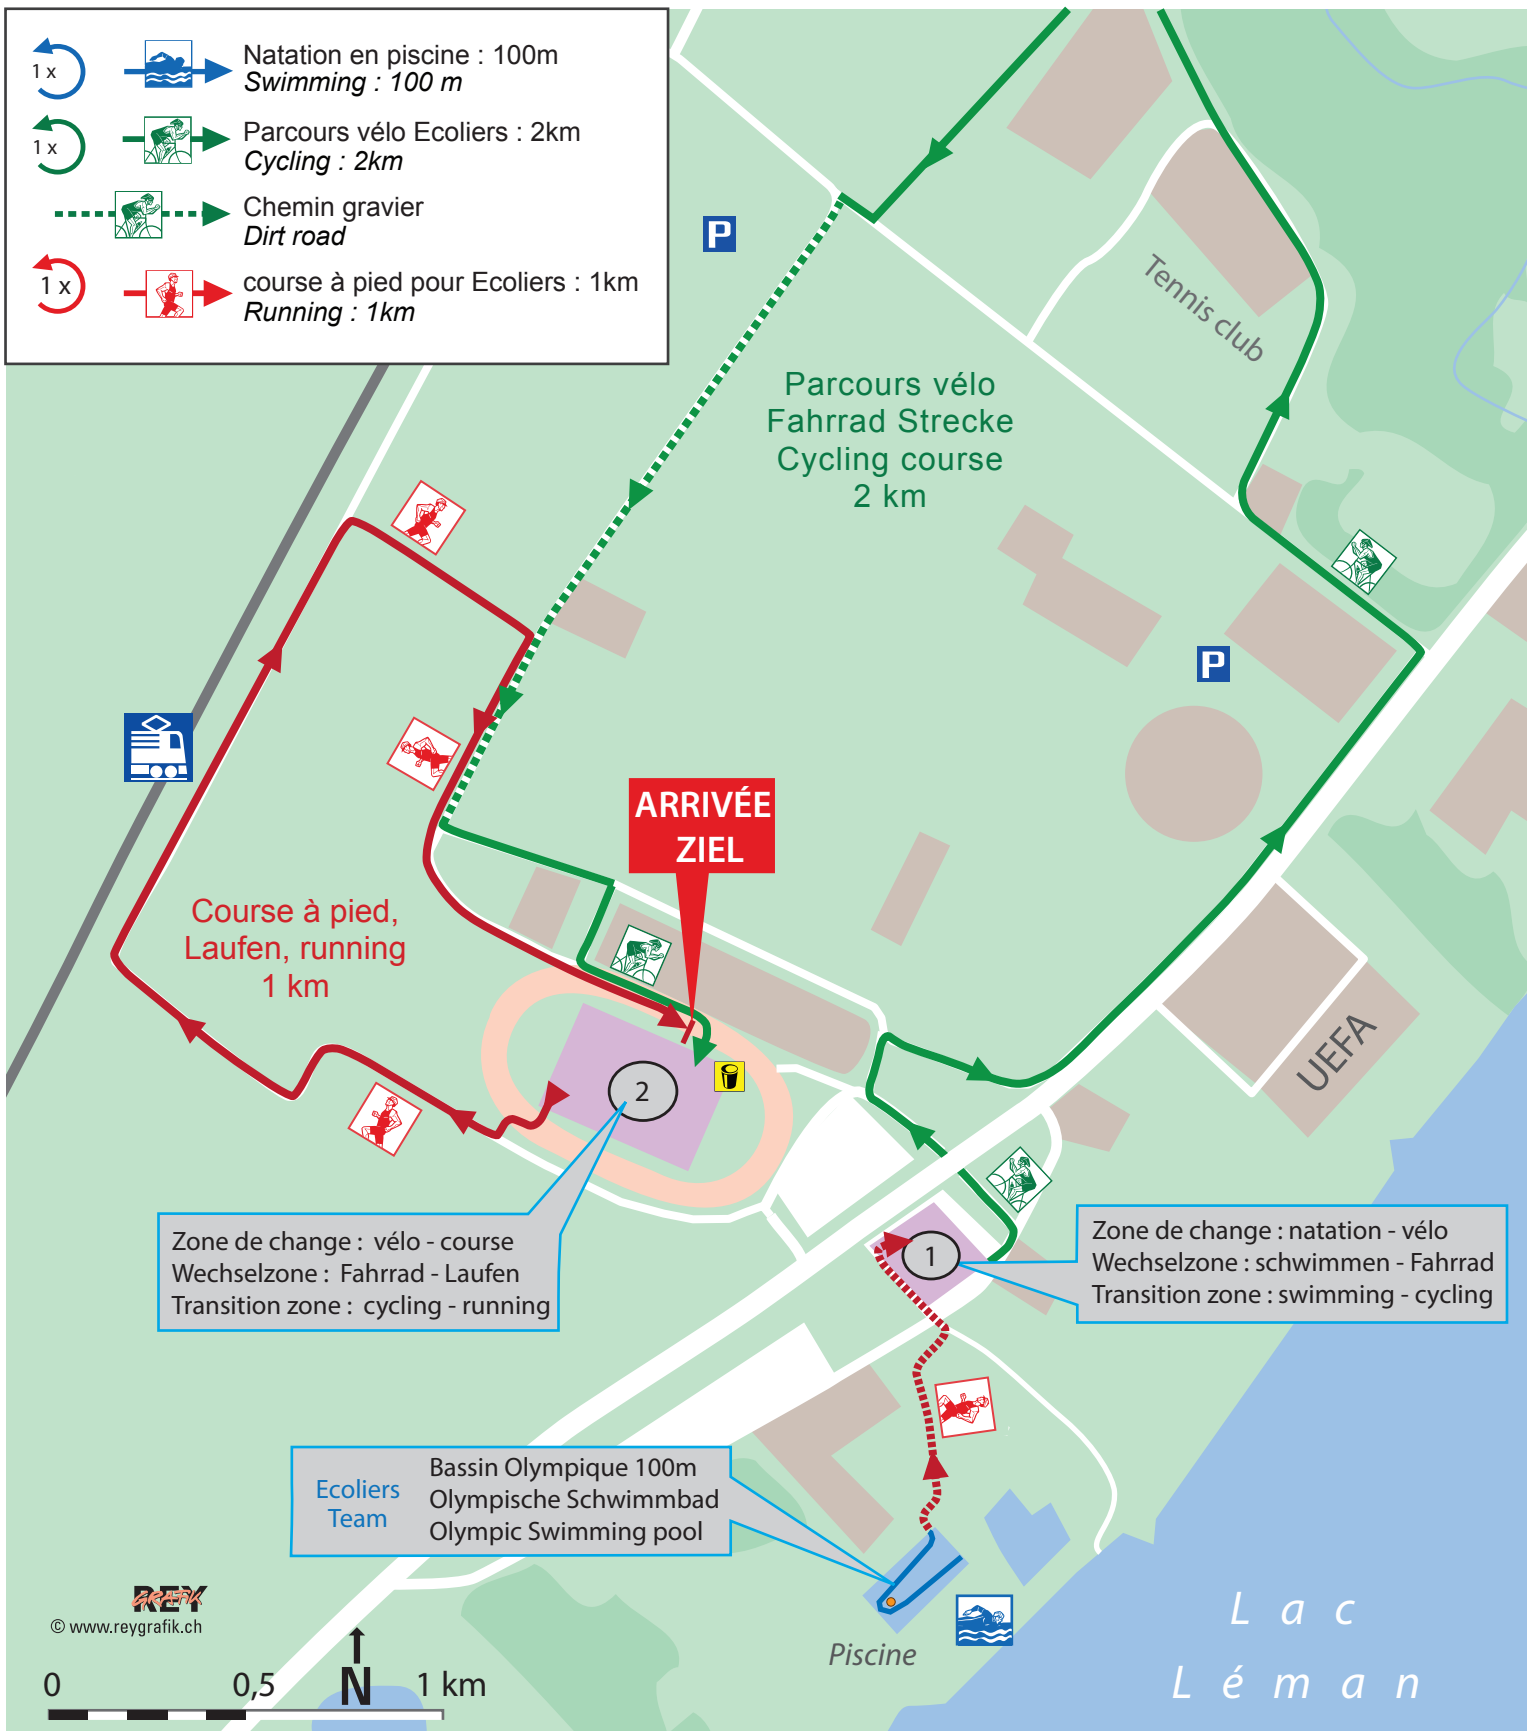 1 x
Natation en piscine : 100m
Swimming : 100 m
1 x
Parcours vélo Ecoliers : 2km
Cycling : 2km
Chemin gravier
Dirt road
1 x
course à pied pour Ecoliers : 1km
Running : 1km
P
Tennis club
Parcours vélo
Fahrrad Strecke
Cycling course
2 km
P
ARRIVÉE
ZIEL
Course à pied,
Laufen, running
1 km
UEFA
2
Zone de change : vélo - course
Wechselzone : Fahrrad - Laufen
Transition zone : cycling - running
1
Zone de change : natation - vélo
Wechselzone : schwimmen - Fahrrad
Transition zone : swimming - cycling
Ecoliers
Team
Bassin Olympique 100m
Olympische Schwimmbad
Olympic Swimming pool
Piscine
Lac
Léman
REY
GRAFIK
© www.reygrafik.ch
N
0 0,5 1 km